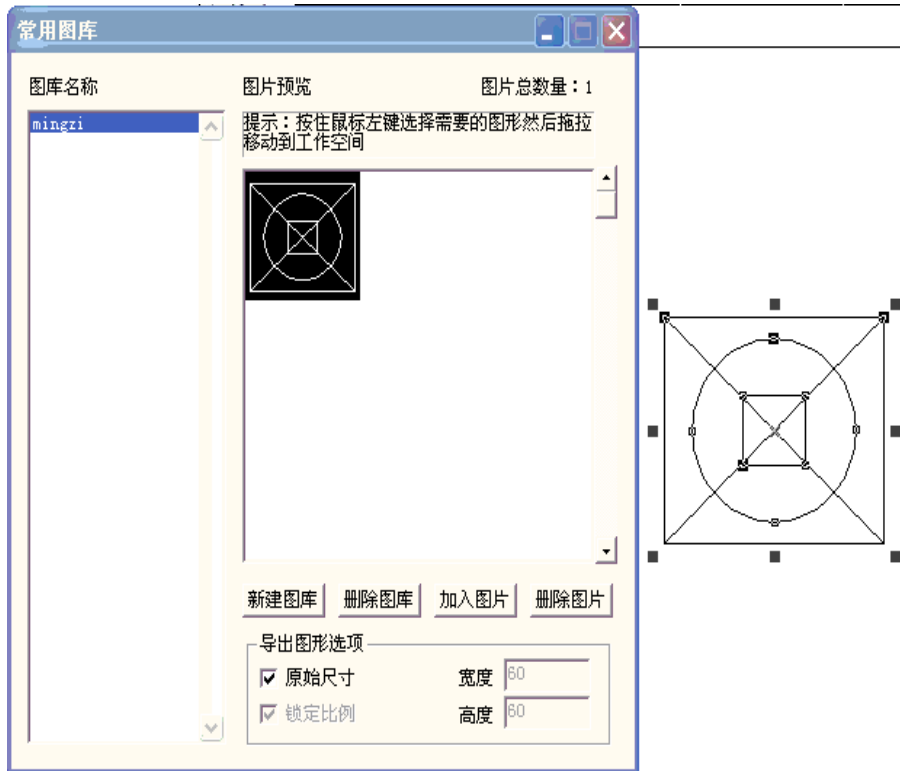 常用图库
图库名称
图片预览
图片总数量：1
mingzi
提示：按住鼠标左键选择需要的图形然后拖拉
移动到工作空间
新建图库
删除图库
加入图片
删除图片
导出图形选项
原始尺寸
宽度 60
锁定比例
高度 60